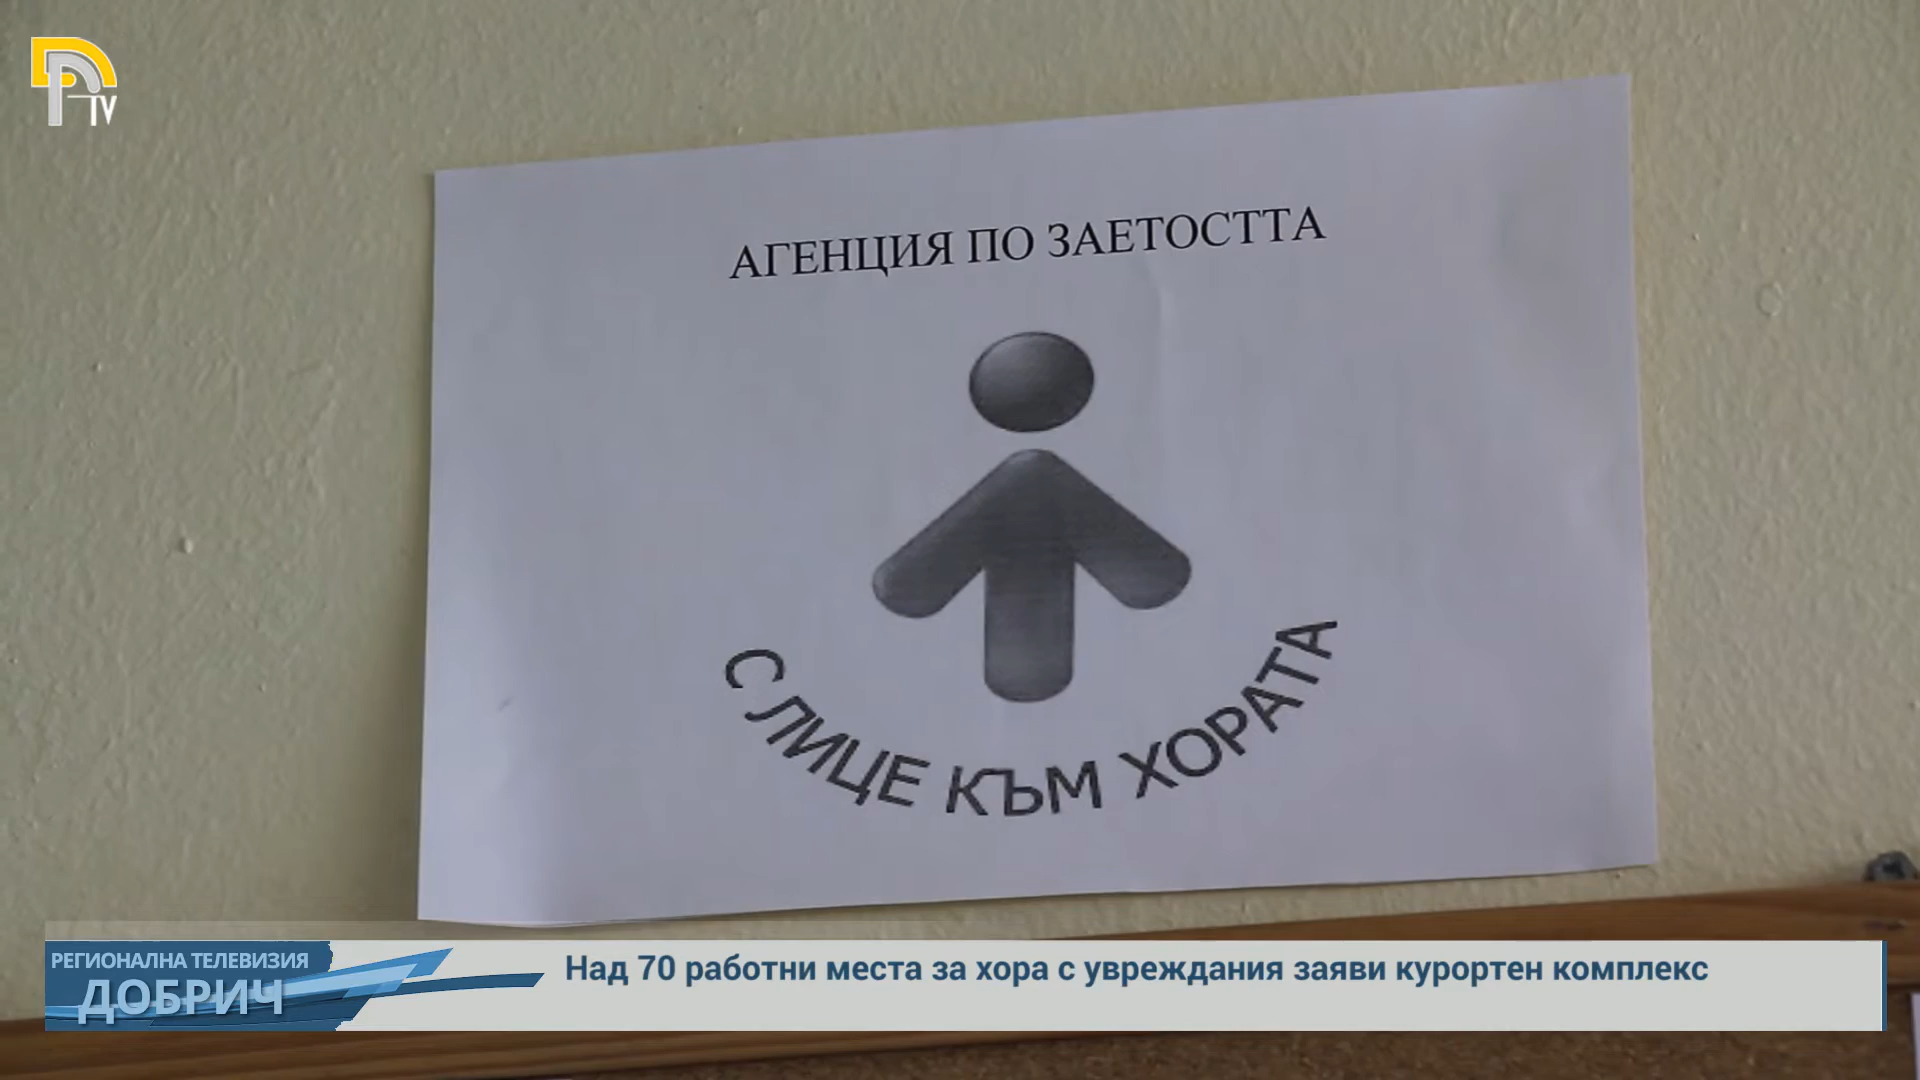 TV
АГЕНЦИЯ ПО ЗАЕТОСТТА
С ЛИЦЕ КЪМ ХОРАТА
РЕГИОНАЛНА ТЕЛЕВИЗИЯ
ДОБРИЧ
Над 70 работни места за хора с увреждания заяви курортен комплекс